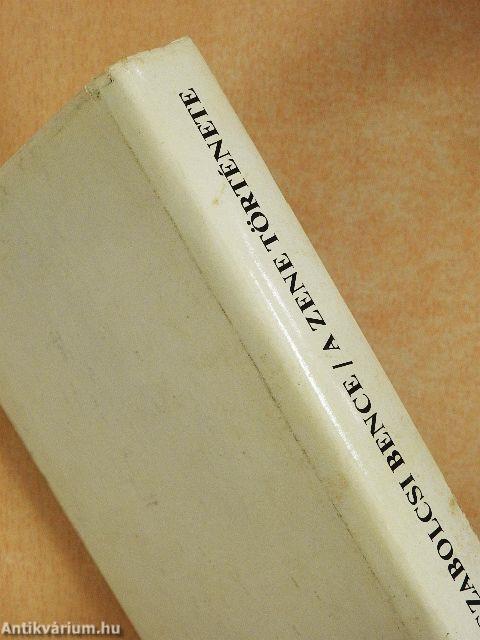 SZABOLCSI BENCE / A ZENE TÖRTÉNETE
Antikvárium.hu